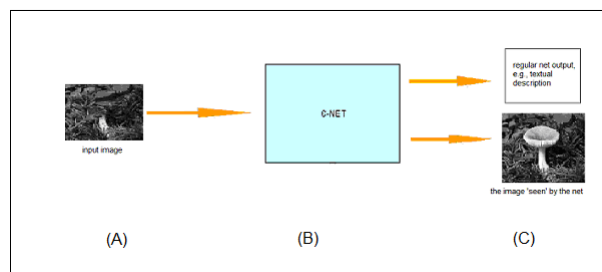 regular net output,
e.g., textual
description
C-NET
input image
the image 'seen' by the net
(A)
(B)
(C)